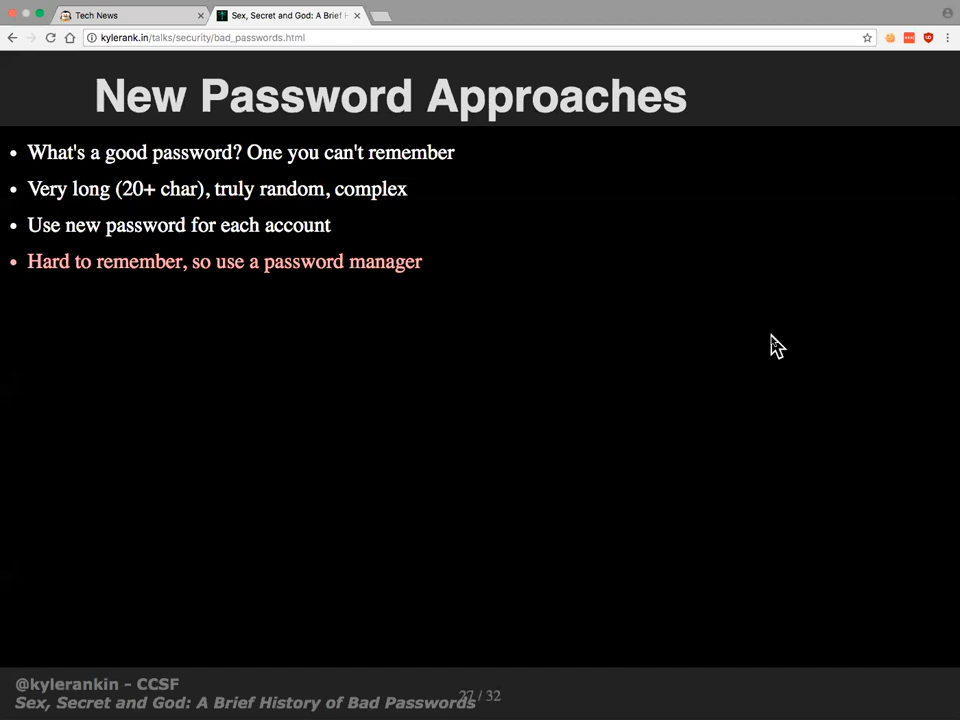 Tech News
Sex, Secret and God: A Brief H
kylerank.in/talks/security/bad_passwords.html
New Password Approaches
• What's a good password? One you can't remember
• Very long (20+ char), truly random, complex
• Use new password for each account
• Hard to remember, so use a password manager
@kylerankin - CCSF
Sex, Secret and God: A Brief History of Bad Passwords
27 / 32